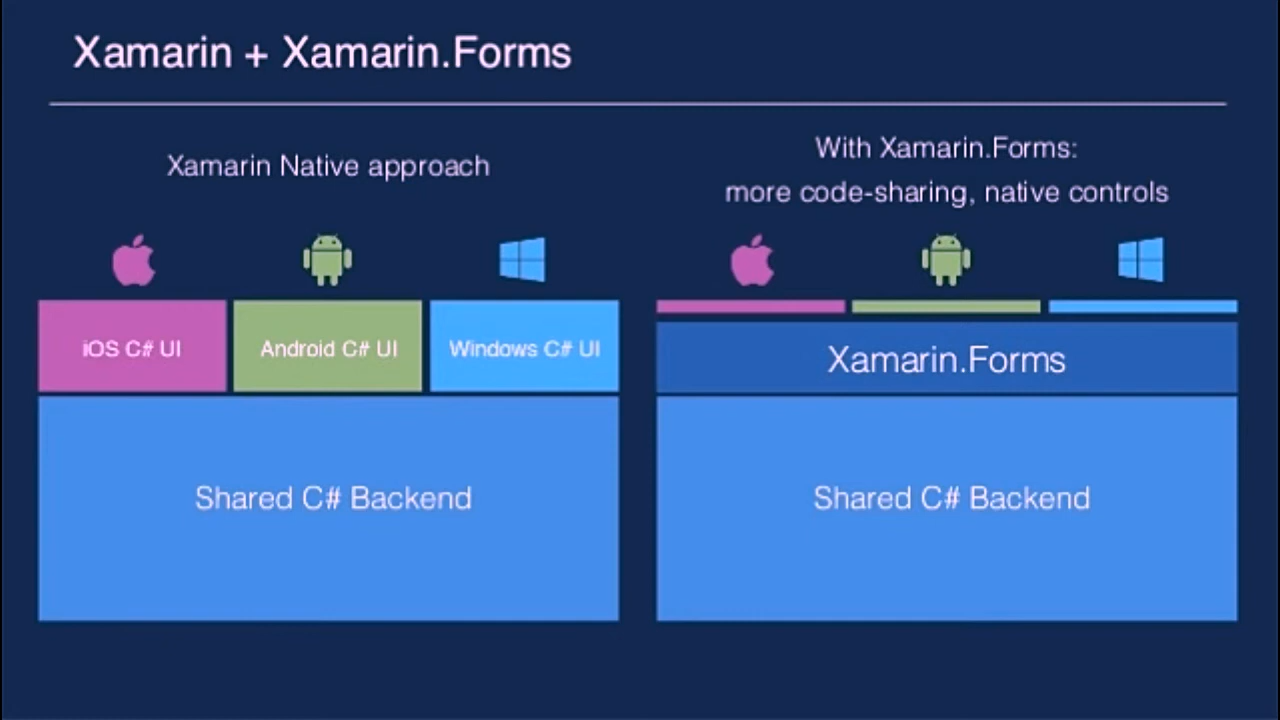 Xamarin + Xamarin.Forms
Xamarin Native approach
iOS C# UI
Android C# UI
Windows C# UI
Shared C# Backend
With Xamarin.Forms:
more code-sharing, native controls
Xamarin.Forms
Shared C# Backend